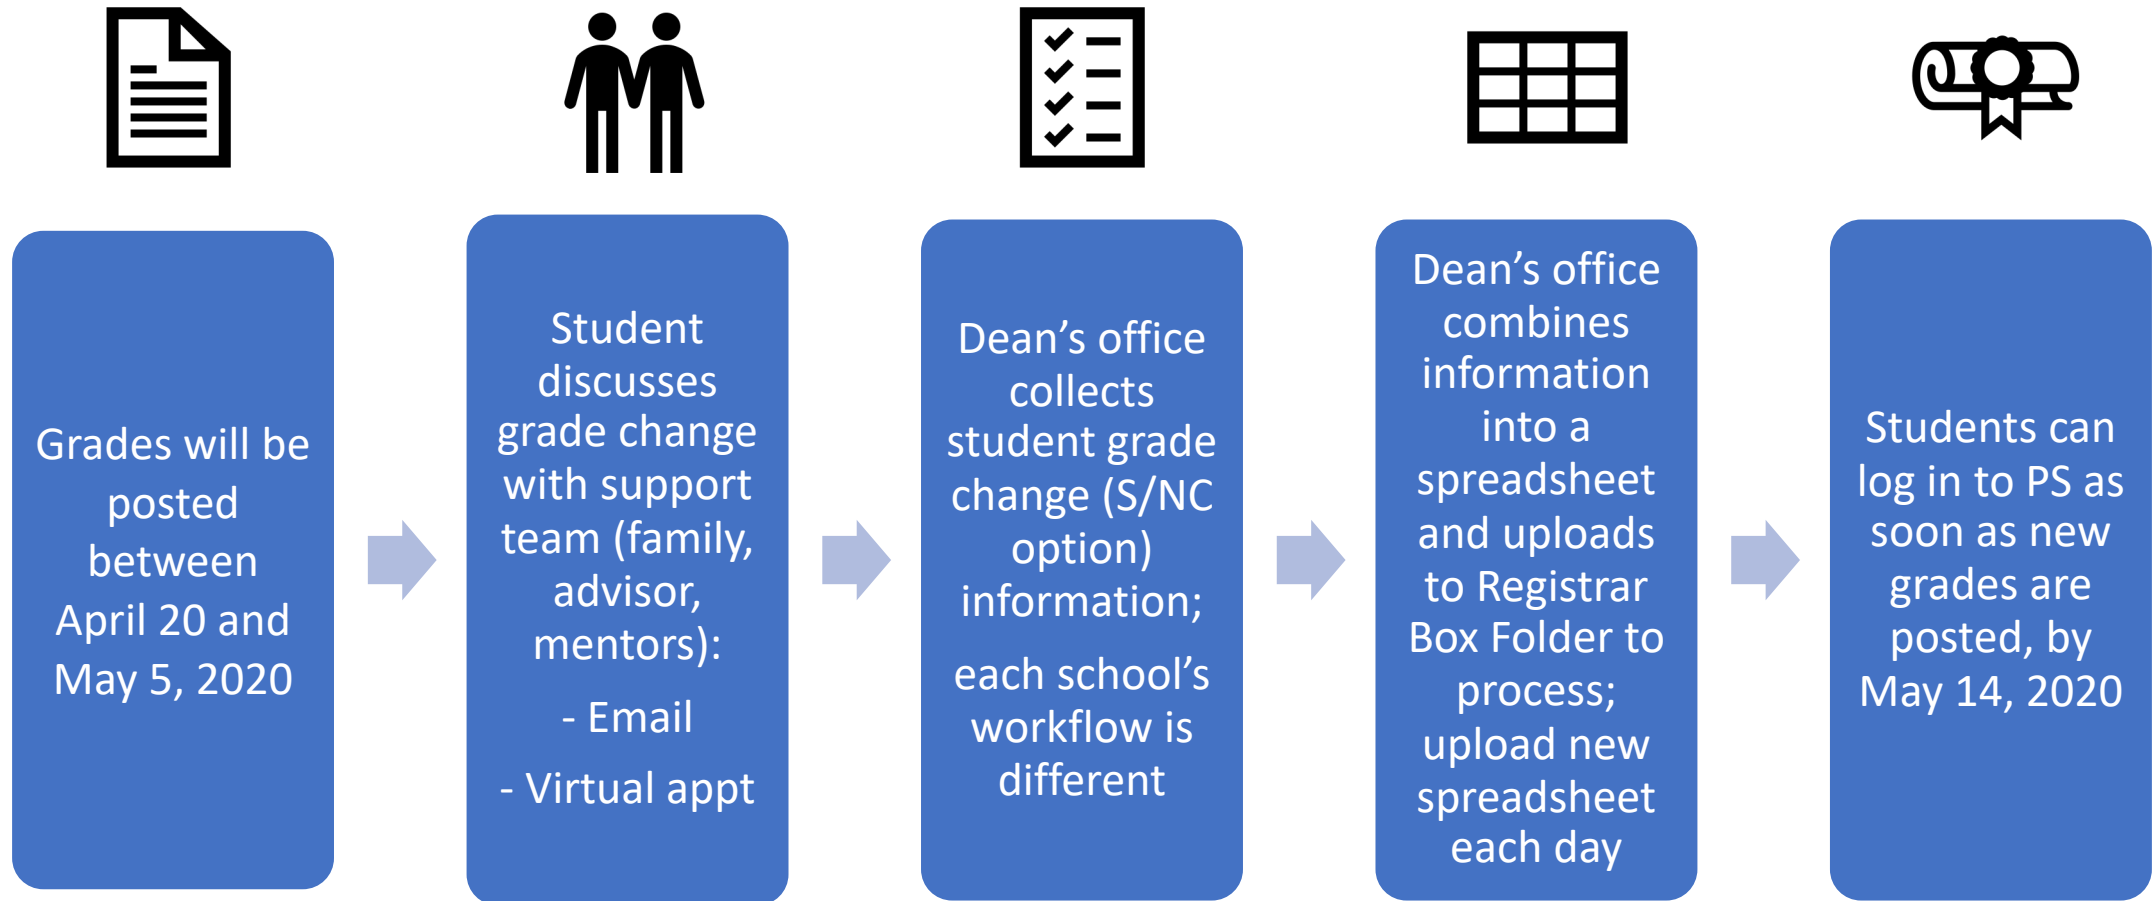 Grades will be
posted
between
April 20 and
May 5, 2020
Student
discusses
grade change
with support
team (family,
advisor,
mentors):
- Email
- Virtual appt
Dean’s office
collects
student grade
change (S/NC
option)
information;
each school’s
workflow is
different
Dean’s office
combines
information
into a
spreadsheet
and uploads
to Registrar
Box Folder to
process;
upload new
spreadsheet
each day
Students can
log in to PS as
soon as new
grades are
posted, by
May 14, 2020